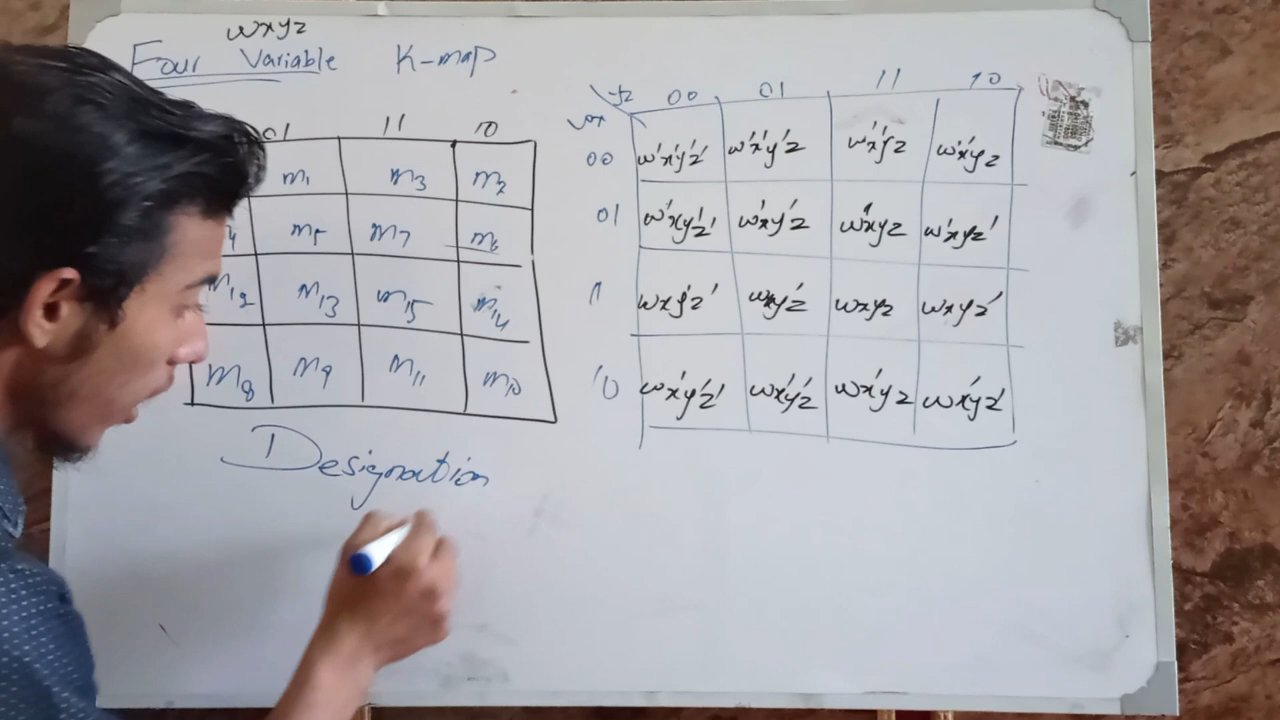 wxyz
Four Variable K-map
01 11 10
m₁ m₃ m₂
m₅ m₇ m₆
m₁₂ m₁₃ m₁₅ m₁₄
m₈ m₉ m₁₁ m₁₀
Designation
yz 00 01 11 10
wx
00 w'x'y'z' w'x'y'z w'x'yz w'x'yz
01 w'xy'z' w'xy'z w'xyz w'xyz'
11 wxy'z' wxy'z wxyz wxyz'
10 wx'y'z' wx'y'z wx'yz wx'yz'